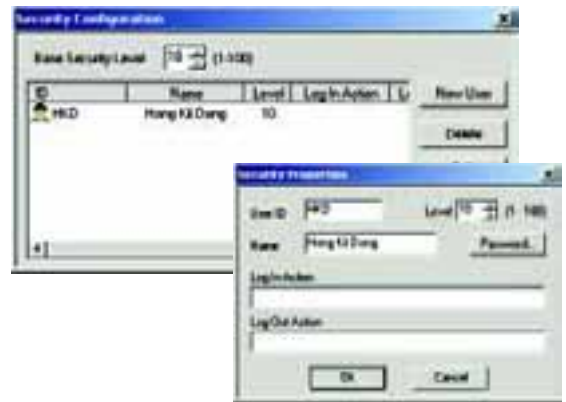 Security Configuration
Base Security Level 10 (1-100)
ID Name Level Log In Action New User
HKD Hong Kil Dong 10
Delete
Security Properties
User ID HKD Level 10 (1 - 100)
Name Hong Kil Dong Password..
Log In Action
Log Out Action
Ok Cancel